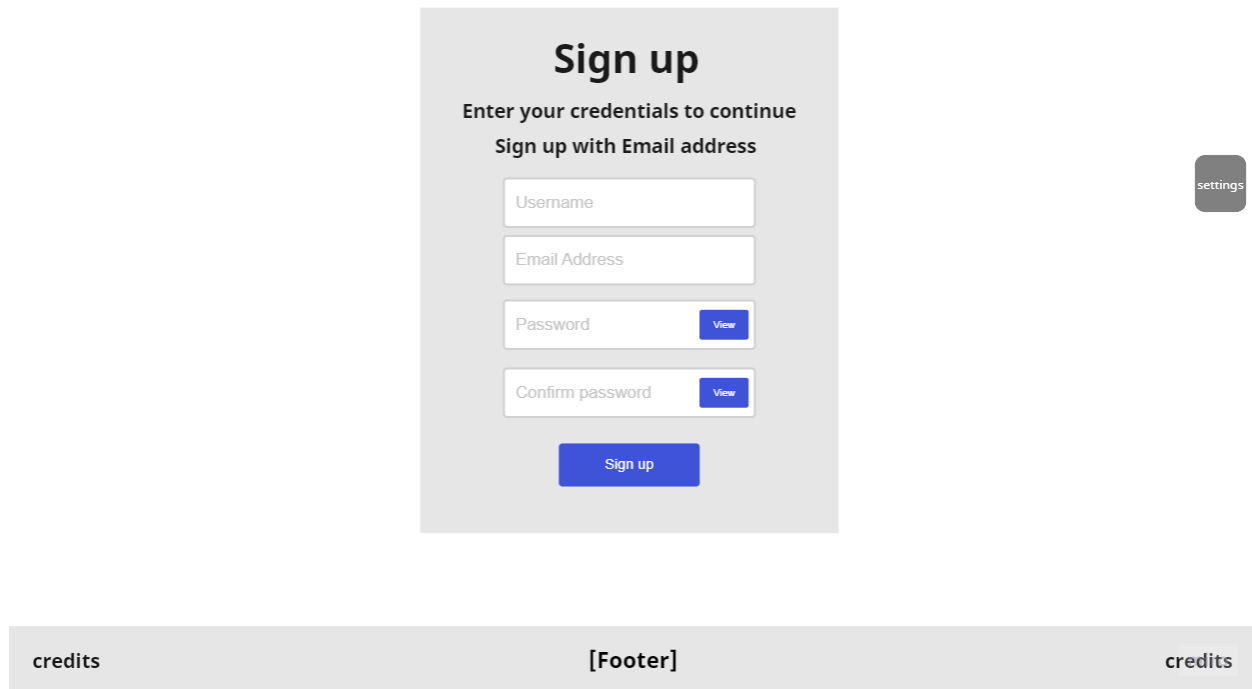 Sign up
Enter your credentials to continue
Sign up with Email address
Username
settings
Email Address
Password
View
Confirm password
View
Sign up
credits
[Footer]
credits